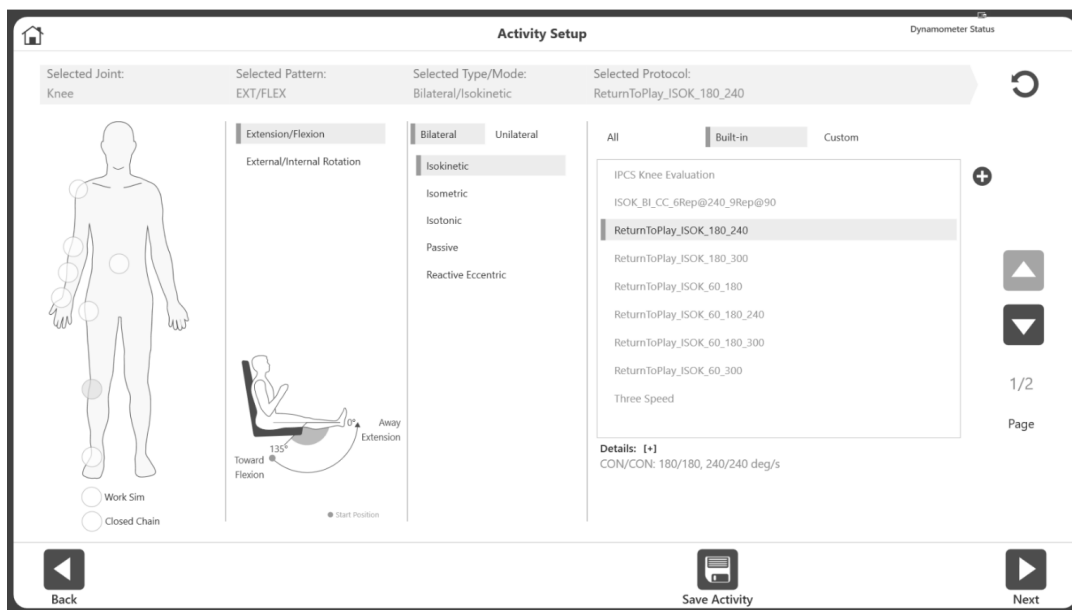 Activity Setup
Dynamometer Status
Selected Joint:
Knee
Selected Pattern:
EXT/FLEX
Selected Type/Mode:
Bilateral/Isokinetic
Selected Protocol:
ReturnToPlay_ISOK_180_240
Extension/Flexion
External/Internal Rotation
Bilateral Unilateral
Isokinetic
Isometric
Isotonic
Passive
Reactive Eccentric
All Built-in Custom
IPCS Knee Evaluation
ISOK_BI_CC_6Rep@240_9Rep@90
ReturnToPlay_ISOK_180_240
ReturnToPlay_ISOK_180_300
ReturnToPlay_ISOK_60_180
ReturnToPlay_ISOK_60_180_240
ReturnToPlay_ISOK_60_180_300
ReturnToPlay_ISOK_60_300
Three Speed
1/2
Page
Details: [+]
CON/CON: 180/180, 240/240 deg/s
0°
Away
Extension
135°
Toward
Flexion
Start Position
Work Sim
Closed Chain
Back
Save Activity
Next